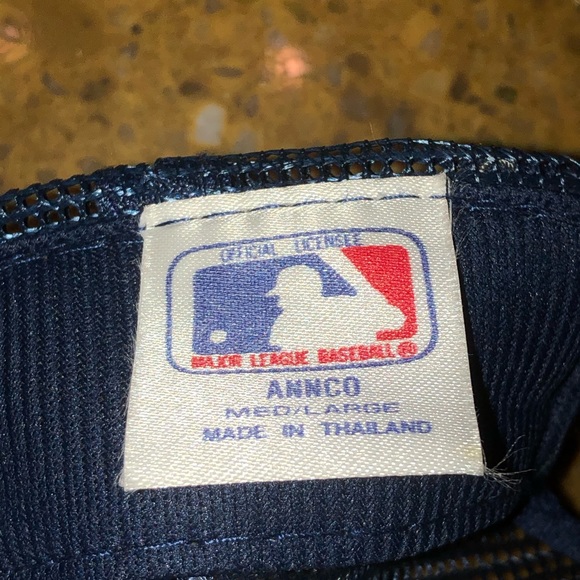 OFFICIAL LICENSEE
MAJOR LEAGUE BASEBALL®
ANNCO
MED/LARGE
MADE IN THAILAND